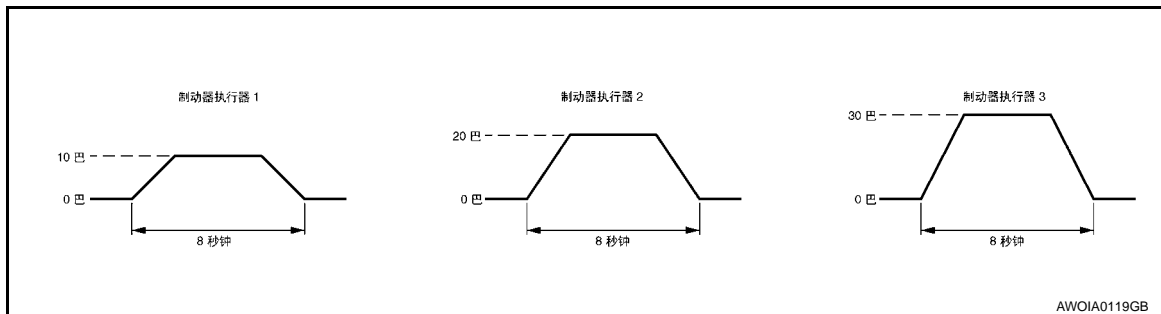 制动器执行器 1
10 巴
0 巴
8 秒钟
制动器执行器 2
20 巴
0 巴
8 秒钟
制动器执行器 3
30 巴
0 巴
8 秒钟
AWOIA0119GB